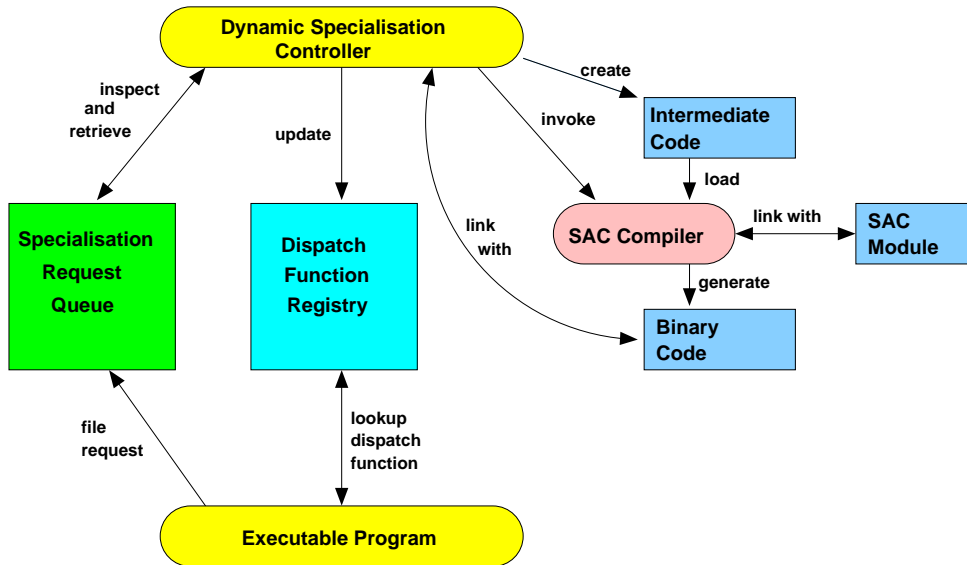 Dynamic Specialisation
Controller
inspect
and
retrieve
update
invoke
create
Intermediate
Code
load
link
with
Specialisation
Request
Queue
Dispatch
Function
Registry
SAC Compiler
link with
SAC
Module
generate
Binary
Code
file
request
lookup
dispatch
function
Executable Program